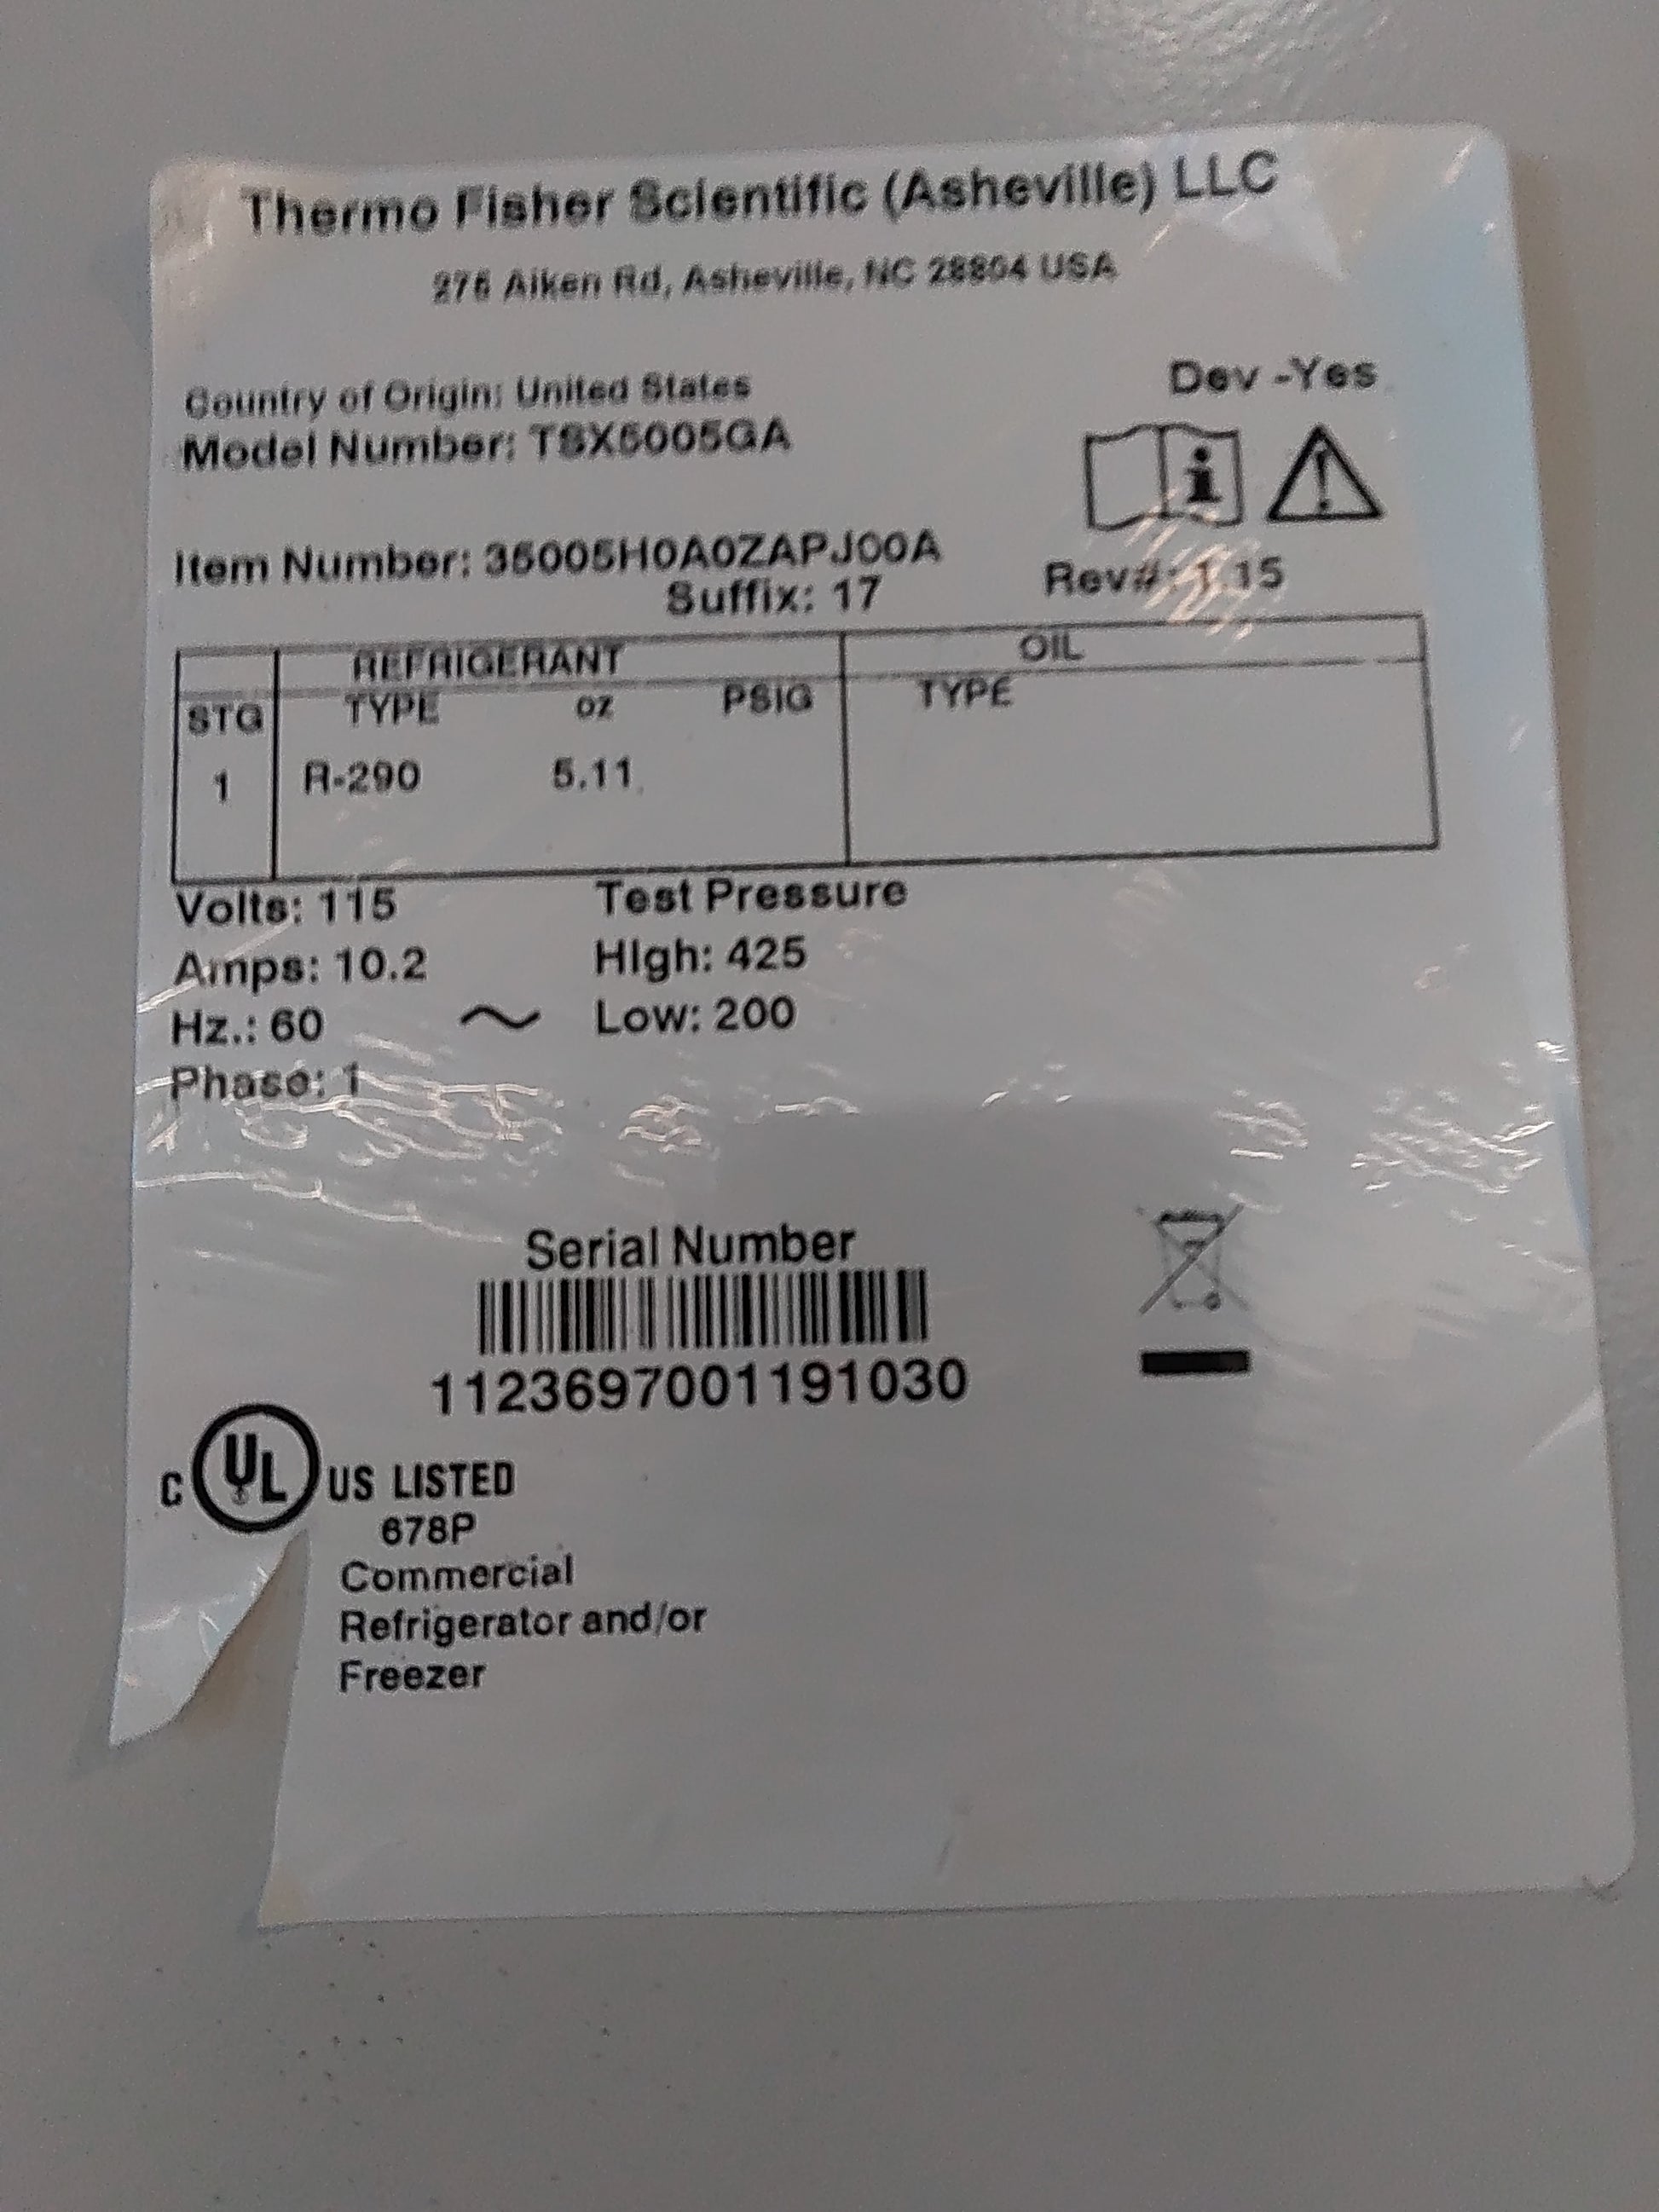 Thermo Fisher Scientific (Asheville) LLC
275 Aiken Rd, Asheville, NC 28804 USA
Country of Origin: United States
Dev -Yes
Model Number: TSX5005GA
Item Number: 35005H0A0ZAPJ00A
Suffix: 17
Rev#: 1.15
REFRIGERANT OIL
STG TYPE oz PSIG TYPE
1 R-290 5.11
Volts: 115 Test Pressure
Amps: 10.2 High: 425
Hz.: 60 ~ Low: 200
Phase: 1
Serial Number
1123697001191030
C UL US LISTED
678P
Commercial
Refrigerator and/or
Freezer